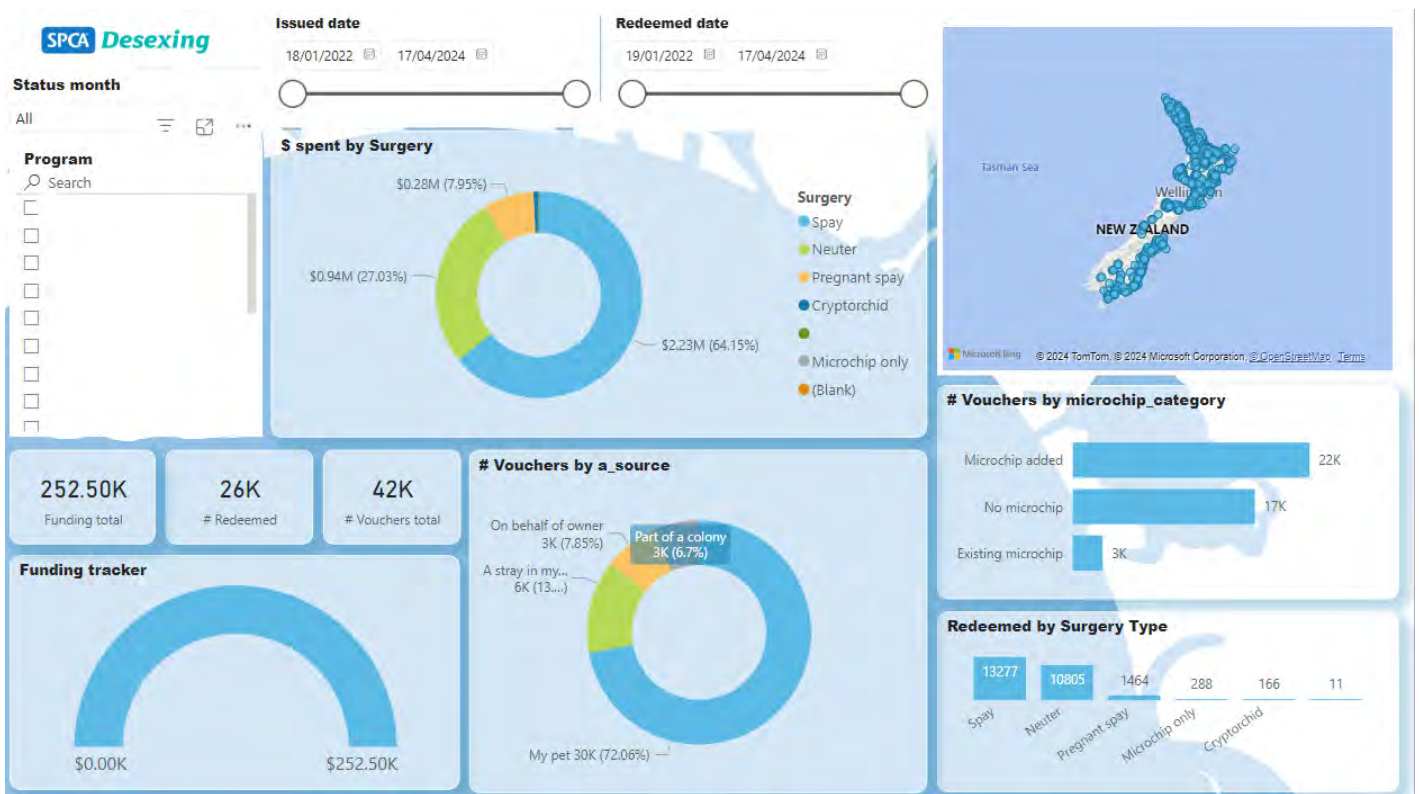 SPCA Desexing
Issued date
18/01/2022 17/04/2024
Redeemed date
19/01/2022 17/04/2024
Status month
All
Program
Search
$ spent by Surgery
$0.28M (7.95%)
$0.94M (27.03%)
$2.23M (64.15%)
Surgery
Spay
Neuter
Pregnant spay
Cryptorchid
Microchip only
(Blank)
Tasman Sea
NEW ZEALAND
Microsoft Bing
© 2024 TomTom, © 2024 Microsoft Corporation, © OpenStreetMap Terms
252.50K
Funding total
26K
# Redeemed
42K
# Vouchers total
Funding tracker
$0.00K
$252.50K
# Vouchers by a_source
On behalf of owner
3K (7.85%)
Part of a colony
3K (6.7%)
A stray in my...
6K (13....)
My pet 30K (72.06%)
# Vouchers by microchip_category
Microchip added
22K
No microchip
17K
Existing microchip
3K
Redeemed by Surgery Type
13277
10805
1464
288
166
11
Spay
Neuter
Pregnant spay
Microchip only
Cryptorchid